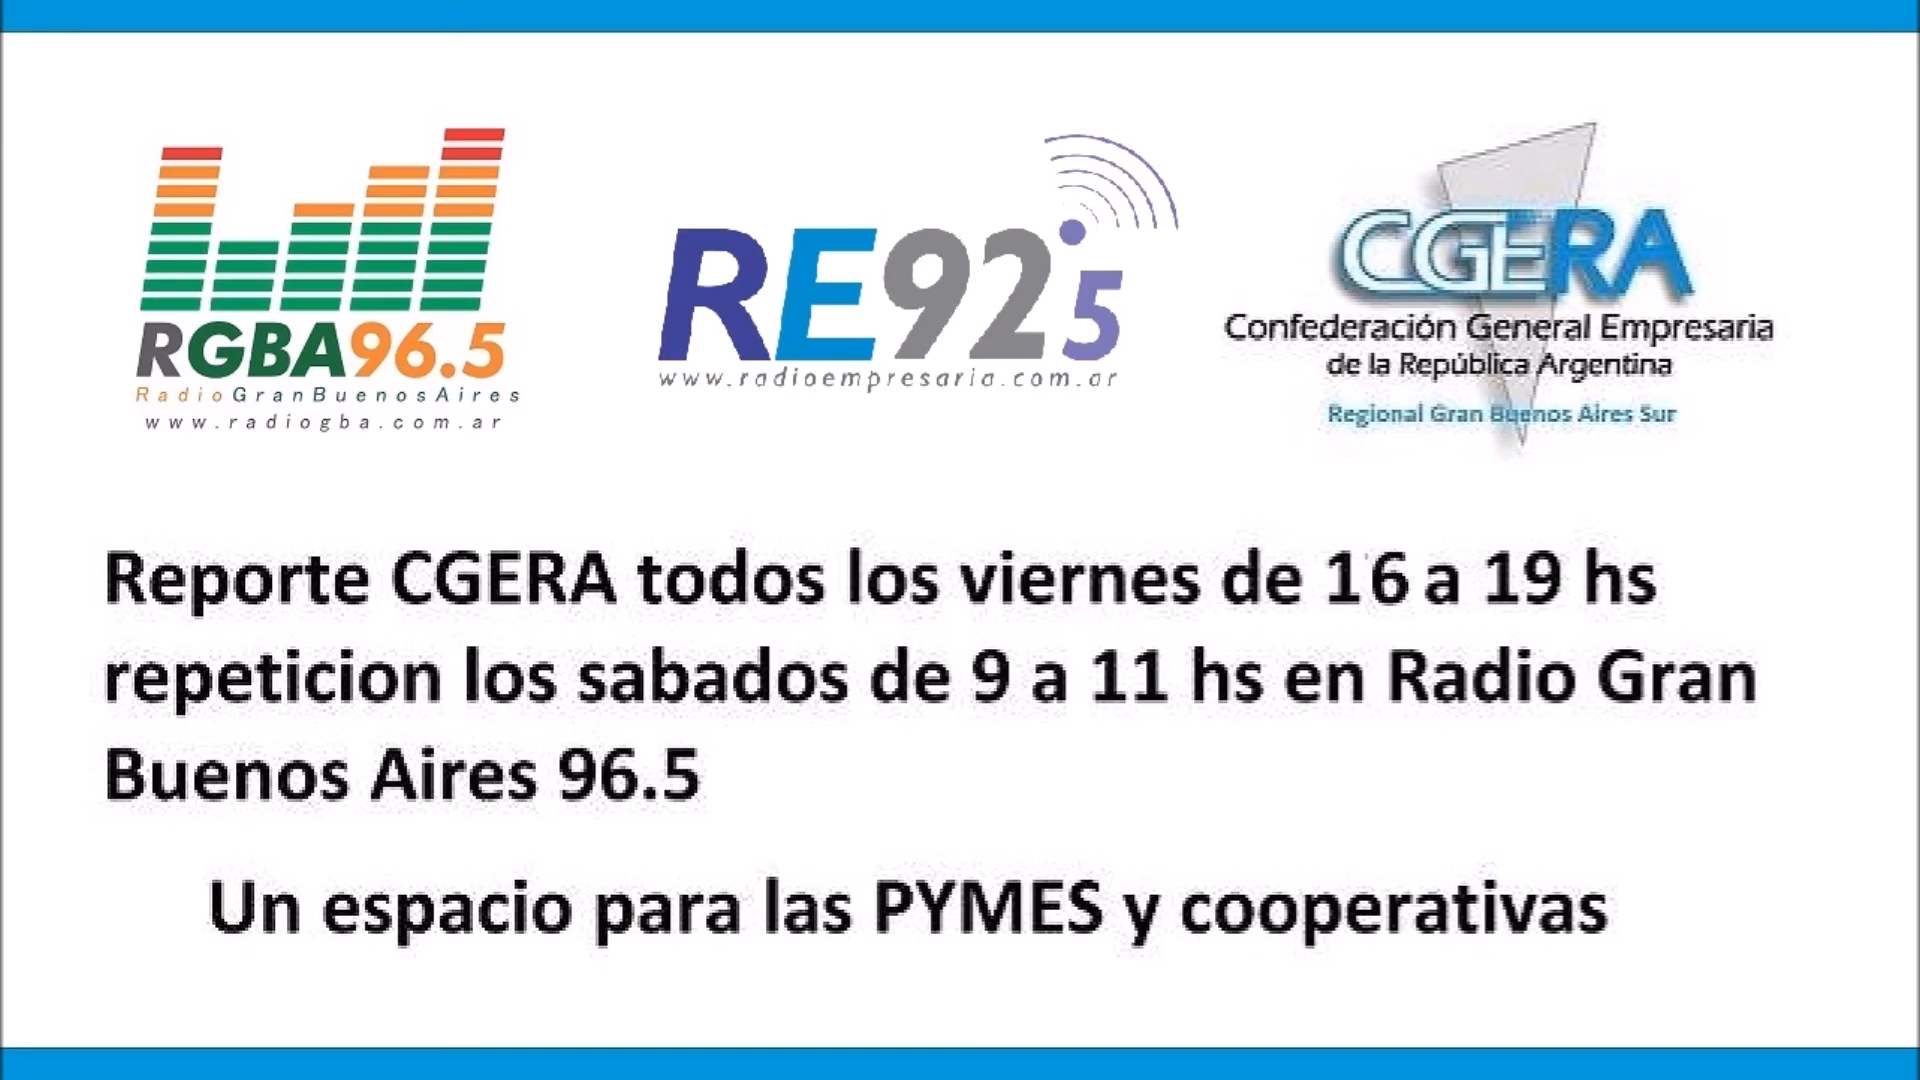 RGBA96.5
RadioGranBuenosAires
www.radiogba.com.ar
RE92.5
www.radioempresaria.com.ar
CGERA
Confederación General Empresaria
de la República Argentina
Regional Gran Buenos Aires Sur
Reporte CGERA todos los viernes de 16 a 19 hs
repeticion los sabados de 9 a 11 hs en Radio Gran
Buenos Aires 96.5
Un espacio para las PYMES y cooperativas